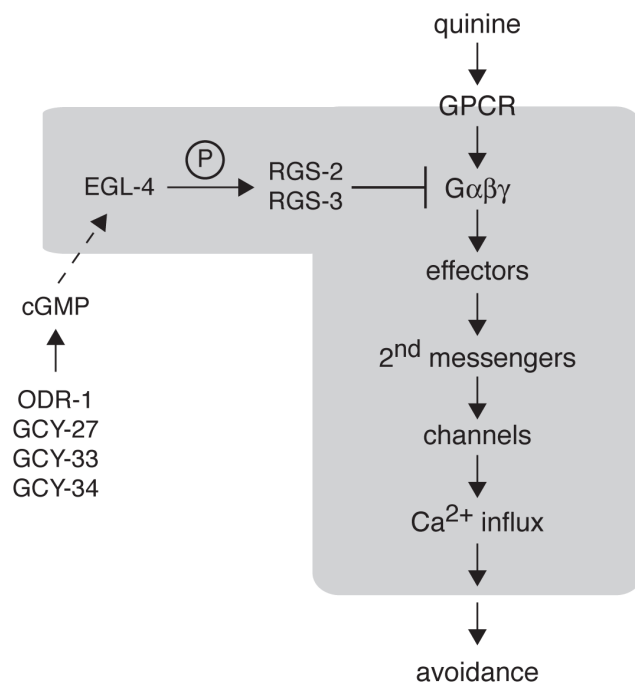 quinine
GPCR
P
EGL-4
RGS-2
RGS-3
Gαβγ
effectors
cGMP
2nd messengers
ODR-1
GCY-27
GCY-33
GCY-34
channels
Ca2+ influx
avoidance